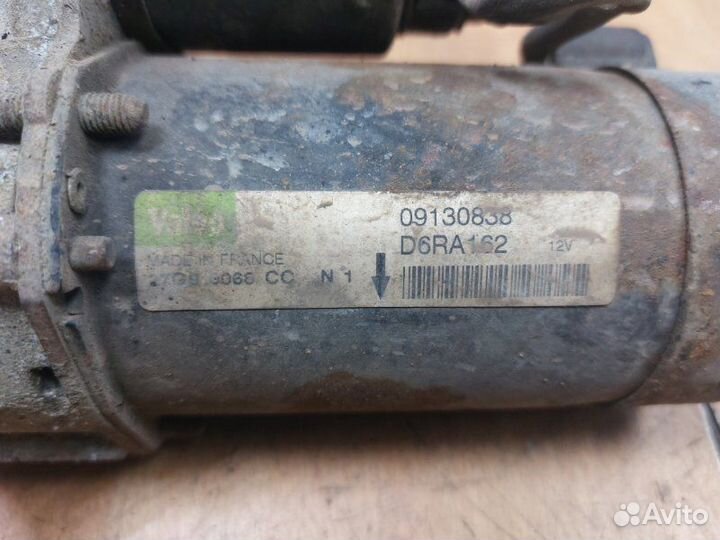 Valeo
09130838
D6RA162 12V
MADE IN FRANCE
CC N 1
Avito